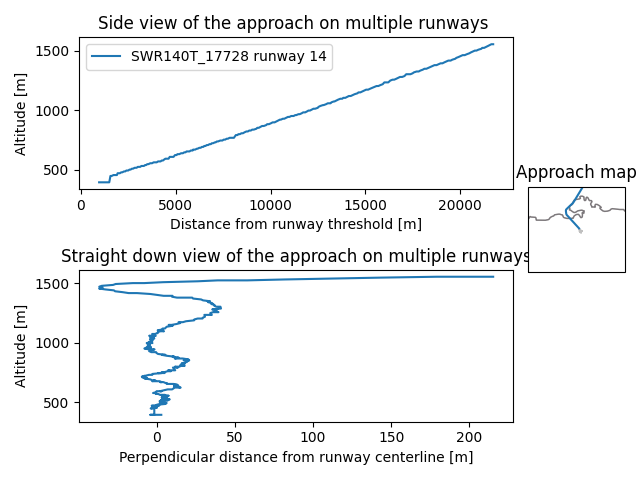 Side view of the approach on multiple runways
1500
1000
500
Altitude [m]
SWR140T_17728 runway 14
0 5000 10000 15000 20000
Distance from runway threshold [m]
Approach map
Straight down view of the approach on multiple runways
1500
1000
500
Altitude [m]
0 50 100 150 200
Perpendicular distance from runway centerline [m]